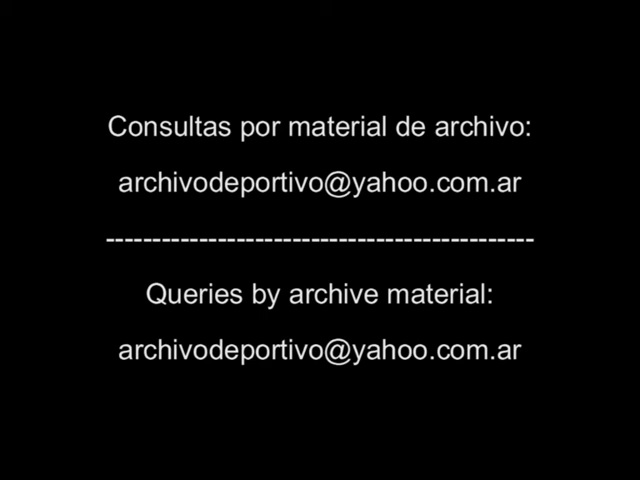 Consultas por material de archivo:
archivodeportivo@yahoo.com.ar
----------------------------------------------
Queries by archive material:
archivodeportivo@yahoo.com.ar